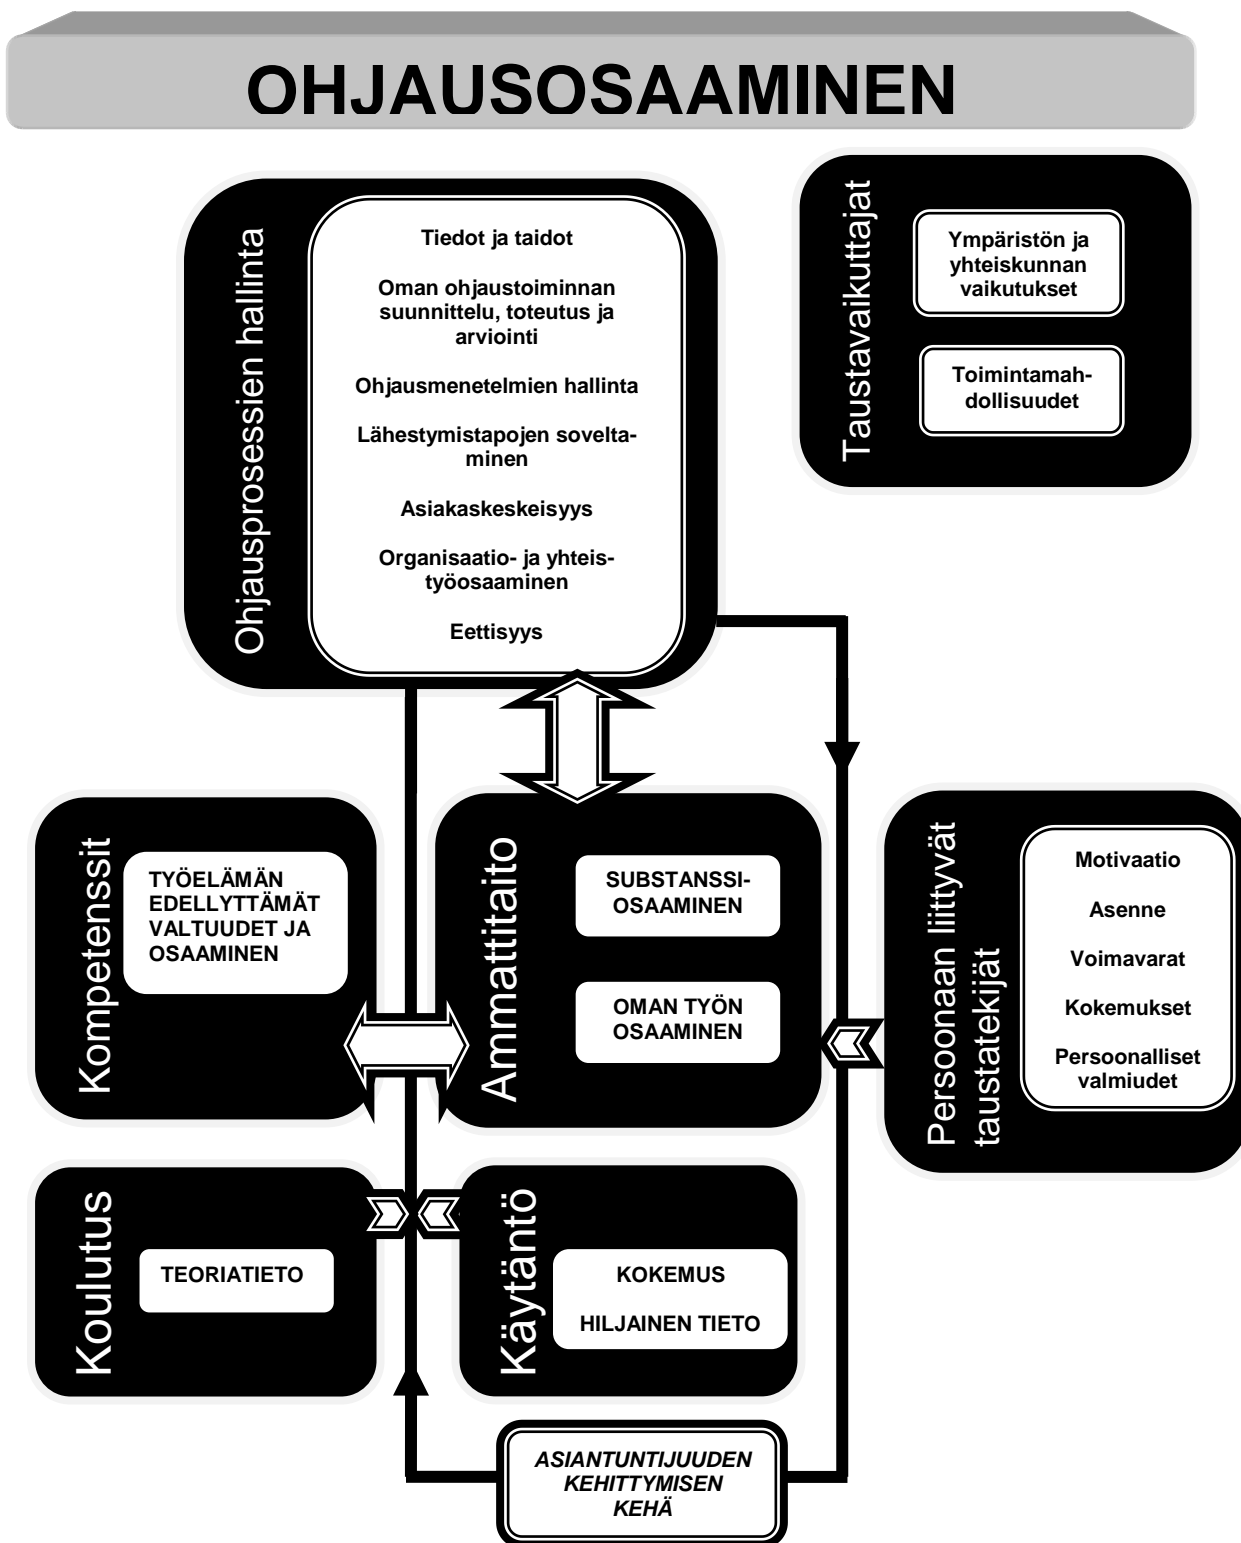 OHJAUSOSAAMINEN
Ohjausprosessien hallinta
Tiedot ja taidot
Oman ohjaustoiminnan
suunnittelu, toteutus ja
arviointi
Ohjausmenetelmien hallinta
Lähestymistapojen sovelta-
minen
Asiakaskeskeisyys
Organisaatio- ja yhteis-
työosaaminen
Eettisyys
Taustavaikuttajat
Ympäristön ja
yhteiskunnan
vaikutukset
Toimintamah-
dollisuudet
Kompetenssit
TYÖELÄMÄN
EDELLYTTÄMÄT
VALTUUDET JA
OSAAMINEN
Ammattitaito
SUBSTANSSI-
OSAAMINEN
OMAN TYÖN
OSAAMINEN
Persoonaan liittyvät
taustatekijät
Motivaatio
Asenne
Voimavarat
Kokemukset
Persoonalliset
valmiudet
Koulutus
TEORIATIETO
Käytäntö
KOKEMUS
HILJAINEN TIETO
ASIANTUNTIJUUDEN
KEHITTYMISEN
KEHÄ